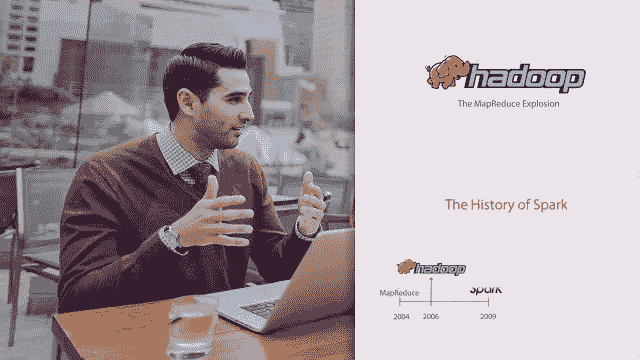 hadoop
The MapReduce Explosion
The History of Spark
hadoop
MapReduce
Spark
2004
2006
2009